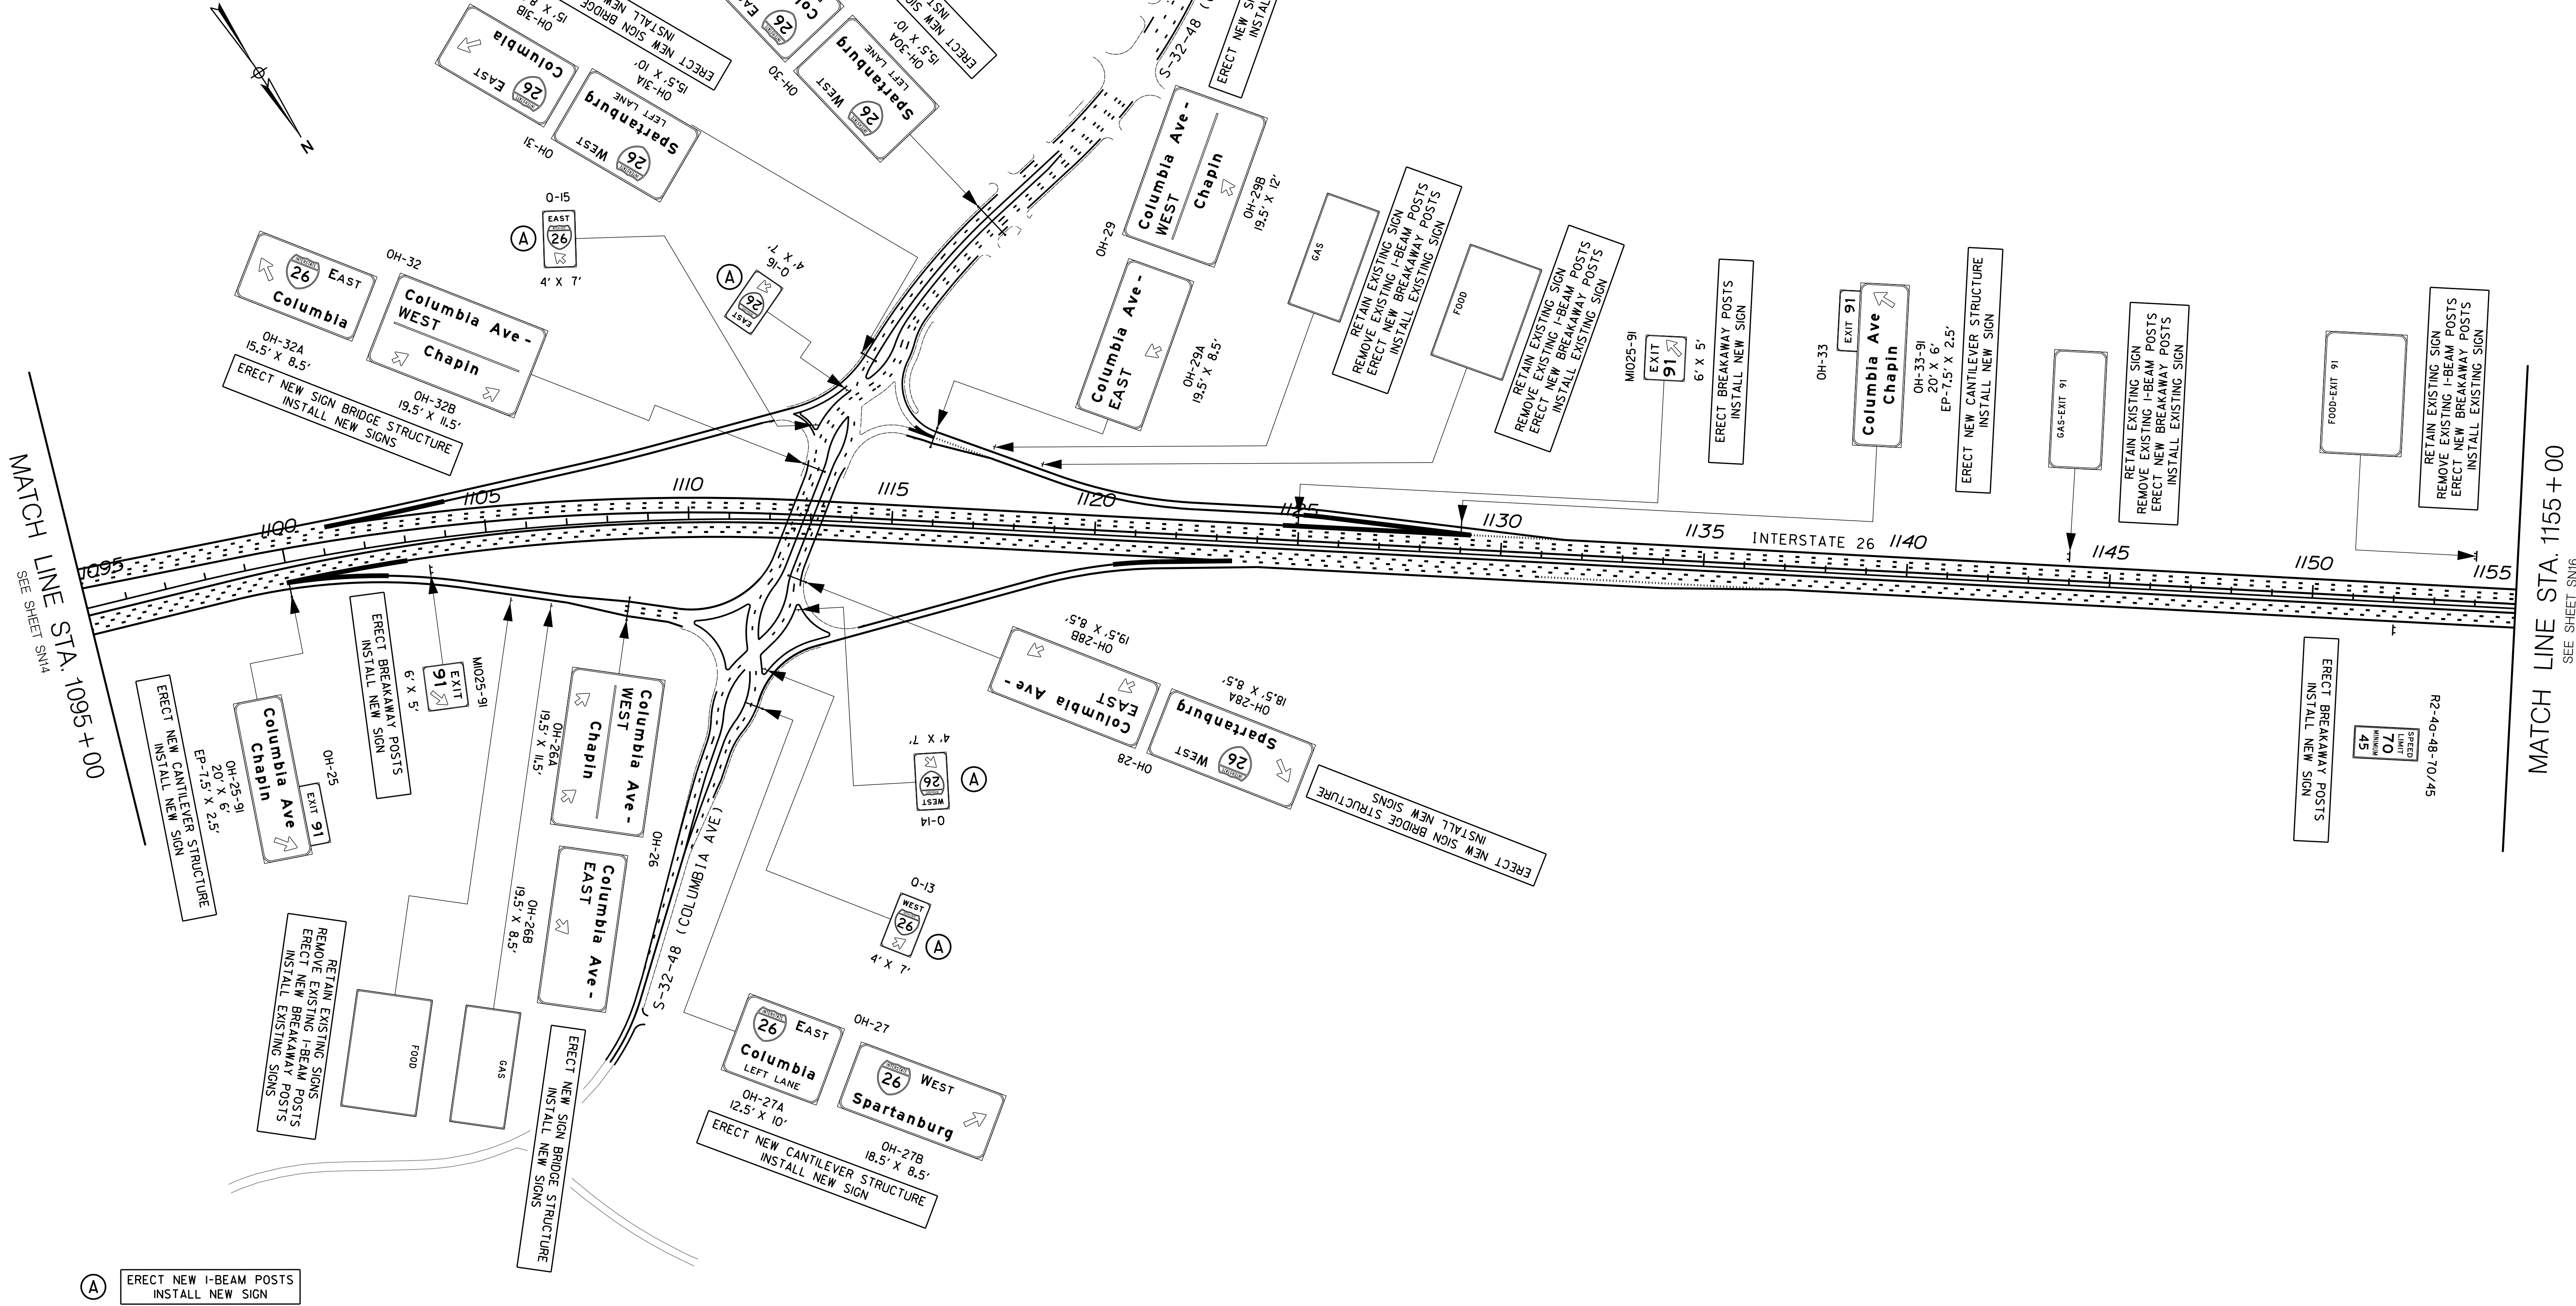 N
15' X 8
OH-31B
EAST
26
Columbia
ERECT NEW SIGN BRIDGE
INSTALL NEW
15.5' X 10'
OH-31A
WEST
INTERSTATE
26
Spartanburg
LEFT LANE
OH-31
EAST
26
Col
OH-30
WEST
26
Spartanburg
LEFT LANE
OH-30A
15.5' X 10'
ERECT NEW
INST
S-32-48 (
ERECT NEW
INSTAL
O-15
A
EAST
26
4' X 7'
4' X 7'
O-16
A
EAST
26
OH-32
26 EAST
Columbia
Columbia Ave -
WEST
Chapin
OH-32A
15.5' X 8.5'
OH-32B
19.5' X 11.5'
ERECT NEW SIGN BRIDGE STRUCTURE
INSTALL NEW SIGNS
OH-29
Columbia Ave -
WEST
Chapin
OH-29B
19.5' X 12'
Columbia Ave -
EAST
OH-29A
19.5' X 8.5'
GAS
RETAIN EXISTING SIGN
REMOVE EXISTING I-BEAM POSTS
ERECT NEW BREAKAWAY POSTS
INSTALL EXISTING SIGN
FOOD
RETAIN EXISTING SIGN
REMOVE EXISTING I-BEAM POSTS
ERECT NEW BREAKAWAY POSTS
INSTALL EXISTING SIGN
M1025-91
EXIT
91
6' X 5'
ERECT BREAKAWAY POSTS
INSTALL NEW SIGN
OH-33
EXIT 91
Columbia Ave
Chapin
OH-33-91
20' X 6'
EP-7.5' X 2.5'
ERECT NEW CANTILEVER STRUCTURE
INSTALL NEW SIGN
GAS-EXIT 91
RETAIN EXISTING SIGN
REMOVE EXISTING I-BEAM POSTS
ERECT NEW BREAKAWAY POSTS
INSTALL EXISTING SIGN
FOOD-EXIT 91
RETAIN EXISTING SIGN
REMOVE EXISTING I-BEAM POSTS
ERECT NEW BREAKAWAY POSTS
INSTALL EXISTING SIGN
MATCH LINE STA. 1095+00
SEE SHEET SN14
1095
1100
1105
1110
1115
1120
1125
1130
1135
INTERSTATE 26
1140
1145
1150
1155
MATCH LINE STA. 1155+00
SEE SHEET SN16
ERECT NEW CANTILEVER STRUCTURE
INSTALL NEW SIGN
EP-7.5' X 2.5'
20' X 6'
OH-25-91
Columbia Ave
Chapin
EXIT 91
OH-25
ERECT BREAKAWAY POSTS
INSTALL NEW SIGN
6' X 5'
EXIT
91
M1025-91
OH-26A
19.5' X 11.5'
Columbia Ave -
WEST
Chapin
OH-26
OH-26B
19.5' X 8.5'
Columbia Ave -
EAST
ERECT NEW SIGN BRIDGE STRUCTURE
INSTALL NEW SIGNS
RETAIN EXISTING SIGNS
REMOVE EXISTING I-BEAM POSTS
ERECT NEW BREAKAWAY POSTS
INSTALL EXISTING SIGNS
FOOD
GAS
S-32-48 (COLUMBIA AVE)
19.5' X 8.5'
OH-28B
Columbia Ave -
EAST
18.5' X 8.5'
OH-28A
WEST
26
Spartanburg
OH-28
ERECT NEW SIGN BRIDGE STRUCTURE
INSTALL NEW SIGNS
4' X 7'
WEST
26
A
O-14
O-13
WEST
26
A
4' X 7'
OH-27
26 EAST
Columbia
LEFT LANE
26 WEST
Spartanburg
OH-27A
12.5' X 10'
OH-27B
18.5' X 8.5'
ERECT NEW CANTILEVER STRUCTURE
INSTALL NEW SIGN
ERECT BREAKAWAY POSTS
INSTALL NEW SIGN
SPEED
LIMIT
70
MINIMUM
45
R2-4a-48-70/45
A
ERECT NEW I-BEAM POSTS
INSTALL NEW SIGN